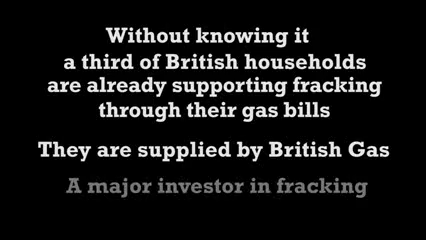 Without knowing it
a third of British households
are already supporting fracking
through their gas bills
They are supplied by British Gas
A major investor in fracking